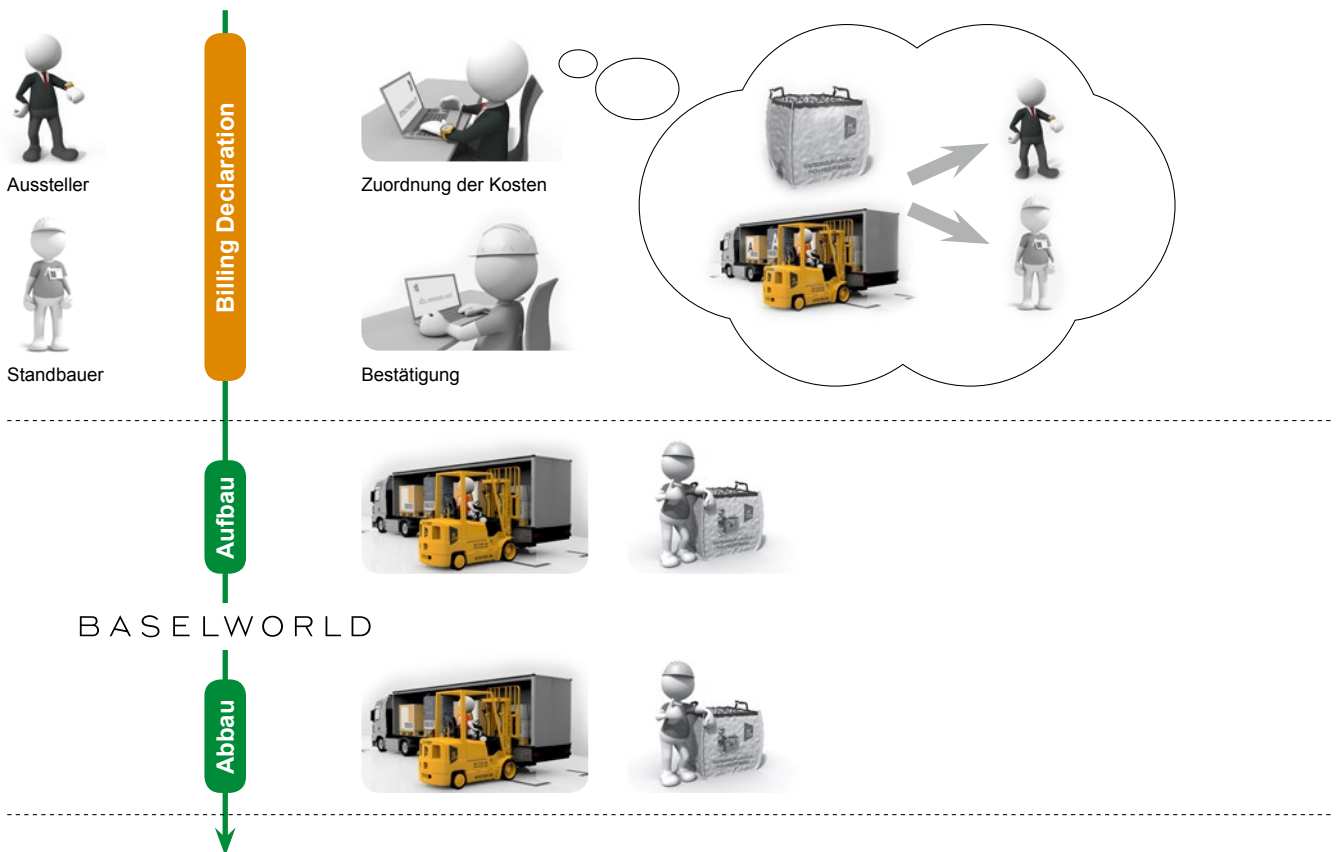 Aussteller
Billing Declaration
Zuordnung der Kosten
Standbauer
Bestätigung
Aufbau
BASELWORLD
Abbau